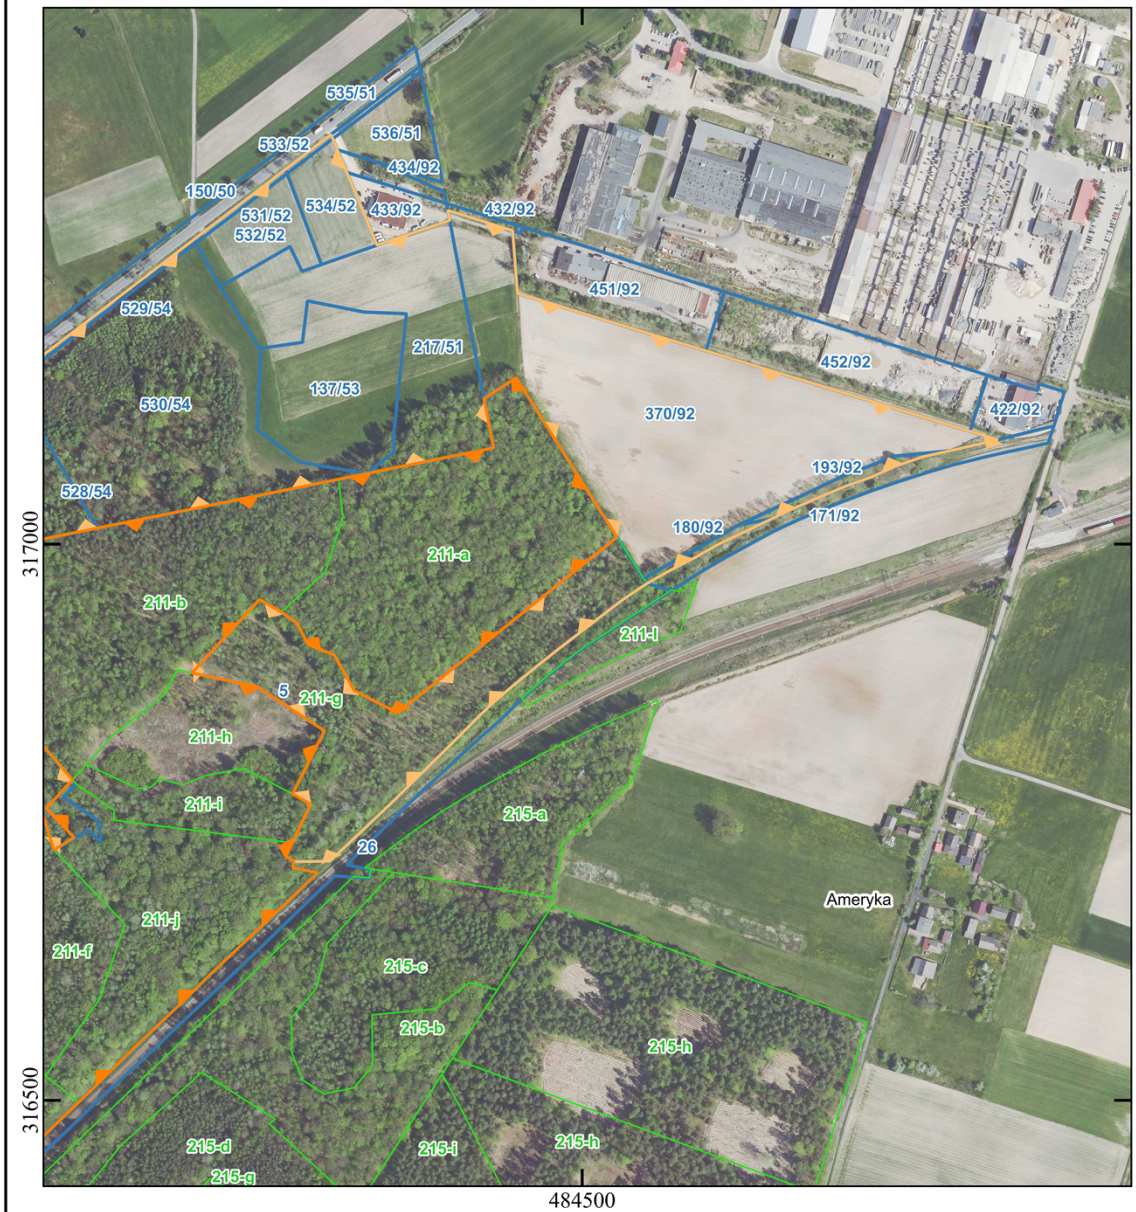 535/51
536/51
533/52
434/92
150/50
534/52
433/92
432/92
531/52
532/52
451/92
529/54
217/51
452/92
137/53
530/54
370/92
422/92
193/92
528/54
180/92
171/92
317000
211-a
211-b
211-l
5
211-g
211-h
211-i
215-a
26
Ameryka
211-j
211-f
215-c
215-b
215-h
316500
215-d
215-i
215-h
215-g
484500